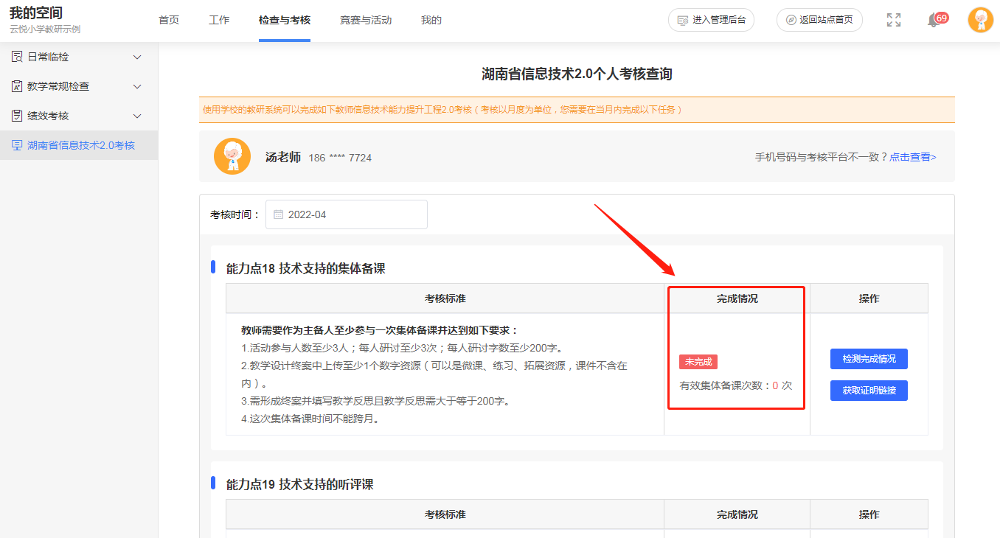 我的空间
云悦小学教研示例
首页
工作
检查与考核
竞赛与活动
我的
进入管理后台
返回站点首页
69
日常临检
教学常规检查
绩效考核
湖南省信息技术2.0考核
湖南省信息技术2.0个人考核查询
使用学校的教研系统可以完成如下教师信息技术能力提升工程2.0考核（考核以月度为单位，您需要在当月内完成以下任务）
汤老师 186 **** 7724
手机号码与考核平台不一致？点击查看>
考核时间： 2022-04
能力点18 技术支持的集体备课
考核标准
完成情况
操作
教师需要作为主备人至少参与一次集体备课并达到如下要求：
1.活动参与人数至少3人；每人研讨至少3次；每人研讨字数至少200字。
2.教学设计终案中上传至少1个数字资源（可以是微课、练习、拓展资源，课件不含在
内）。
3.需形成终案并填写教学反思且教学反思需大于等于200字。
4.这次集体备课时间不能跨月。
未完成
有效集体备课次数：0 次
检测完成情况
获取证明链接
能力点19 技术支持的听评课
考核标准
完成情况
操作